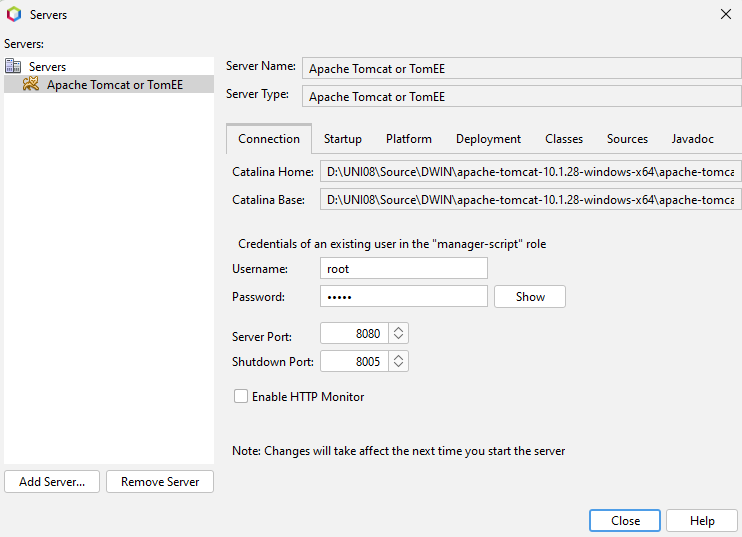 Servers
Servers:
Servers
Apache Tomcat or TomEE
Server Name: Apache Tomcat or TomEE
Server Type: Apache Tomcat or TomEE
Connection Startup Platform Deployment Classes Sources Javadoc
Catalina Home: D:\UNI08\Source\DWIN\apache-tomcat-10.1.28-windows-x64\apache-tomca
Catalina Base: D:\UNI08\Source\DWIN\apache-tomcat-10.1.28-windows-x64\apache-tomca
Credentials of an existing user in the "manager-script" role
Username: root
Password: ••••• Show
Server Port: 8080
Shutdown Port: 8005
Enable HTTP Monitor
Note: Changes will take affect the next time you start the server
Add Server... Remove Server
Close Help